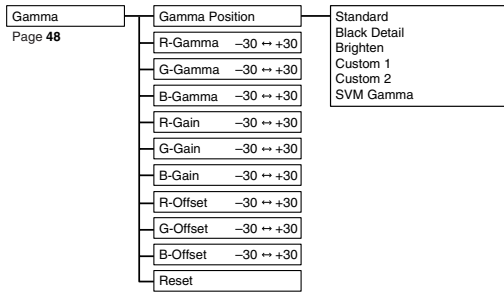 Gamma
Page 48
Gamma Position
R-Gamma –30 ↔ +30
G-Gamma –30 ↔ +30
B-Gamma –30 ↔ +30
R-Gain –30 ↔ +30
G-Gain –30 ↔ +30
B-Gain –30 ↔ +30
R-Offset –30 ↔ +30
G-Offset –30 ↔ +30
B-Offset –30 ↔ +30
Reset
Standard
Black Detail
Brighten
Custom 1
Custom 2
SVM Gamma